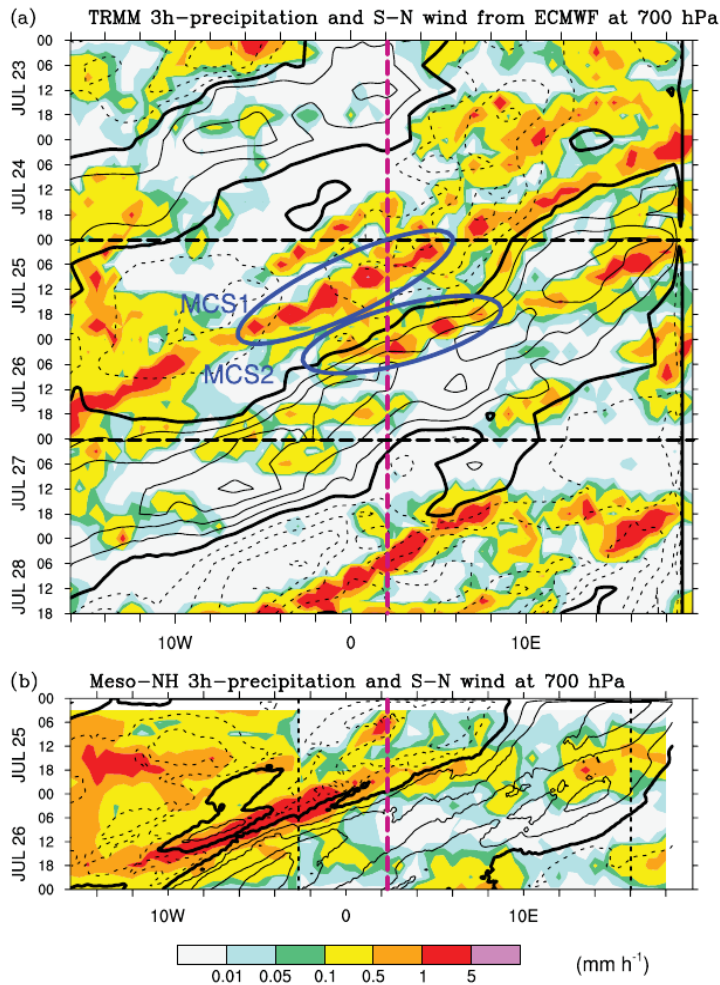 (a) TRMM 3h-precipitation and S-N wind from ECMWF at 700 hPa
00
06
JUL 23
12
18
00
06
JUL 24
12
18
00
06
JUL 25
12
18
00
06
JUL 26
12
18
00
06
JUL 27
12
18
00
06
JUL 28
12
18
MCS1
MCS2
10W 0 10E
(b) Meso-NH 3h-precipitation and S-N wind at 700 hPa
00
06
JUL 25
12
18
00
06
JUL 26
12
18
00
10W 0 10E
0.01 0.05 0.1 0.5 1 5 (mm h⁻¹)